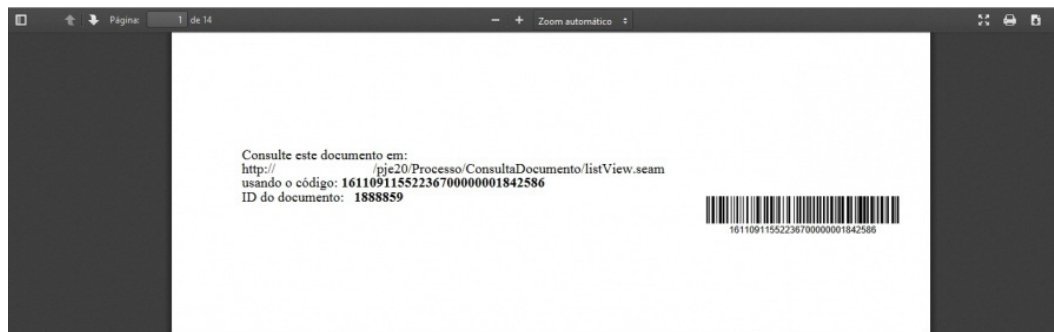 Página: 1 de 14 − + Zoom automático
Consulte este documento em:
http:// /pje20/Processo/ConsultaDocumento/listView.seam
usando o código: 16110911552236700000001842586
ID do documento: 1888859
16110911552236700000001842586